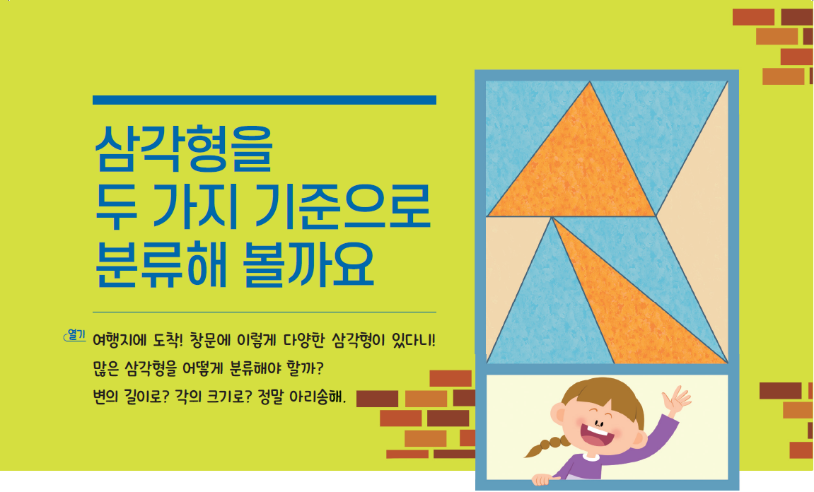 삼각형을
두 가지 기준으로
분류해 볼까요
열기 여행지에 도착! 창문에 이렇게 다양한 삼각형이 있다니!
많은 삼각형을 어떻게 분류해야 할까?
변의 길이로? 각의 크기로? 정말 아리송해.